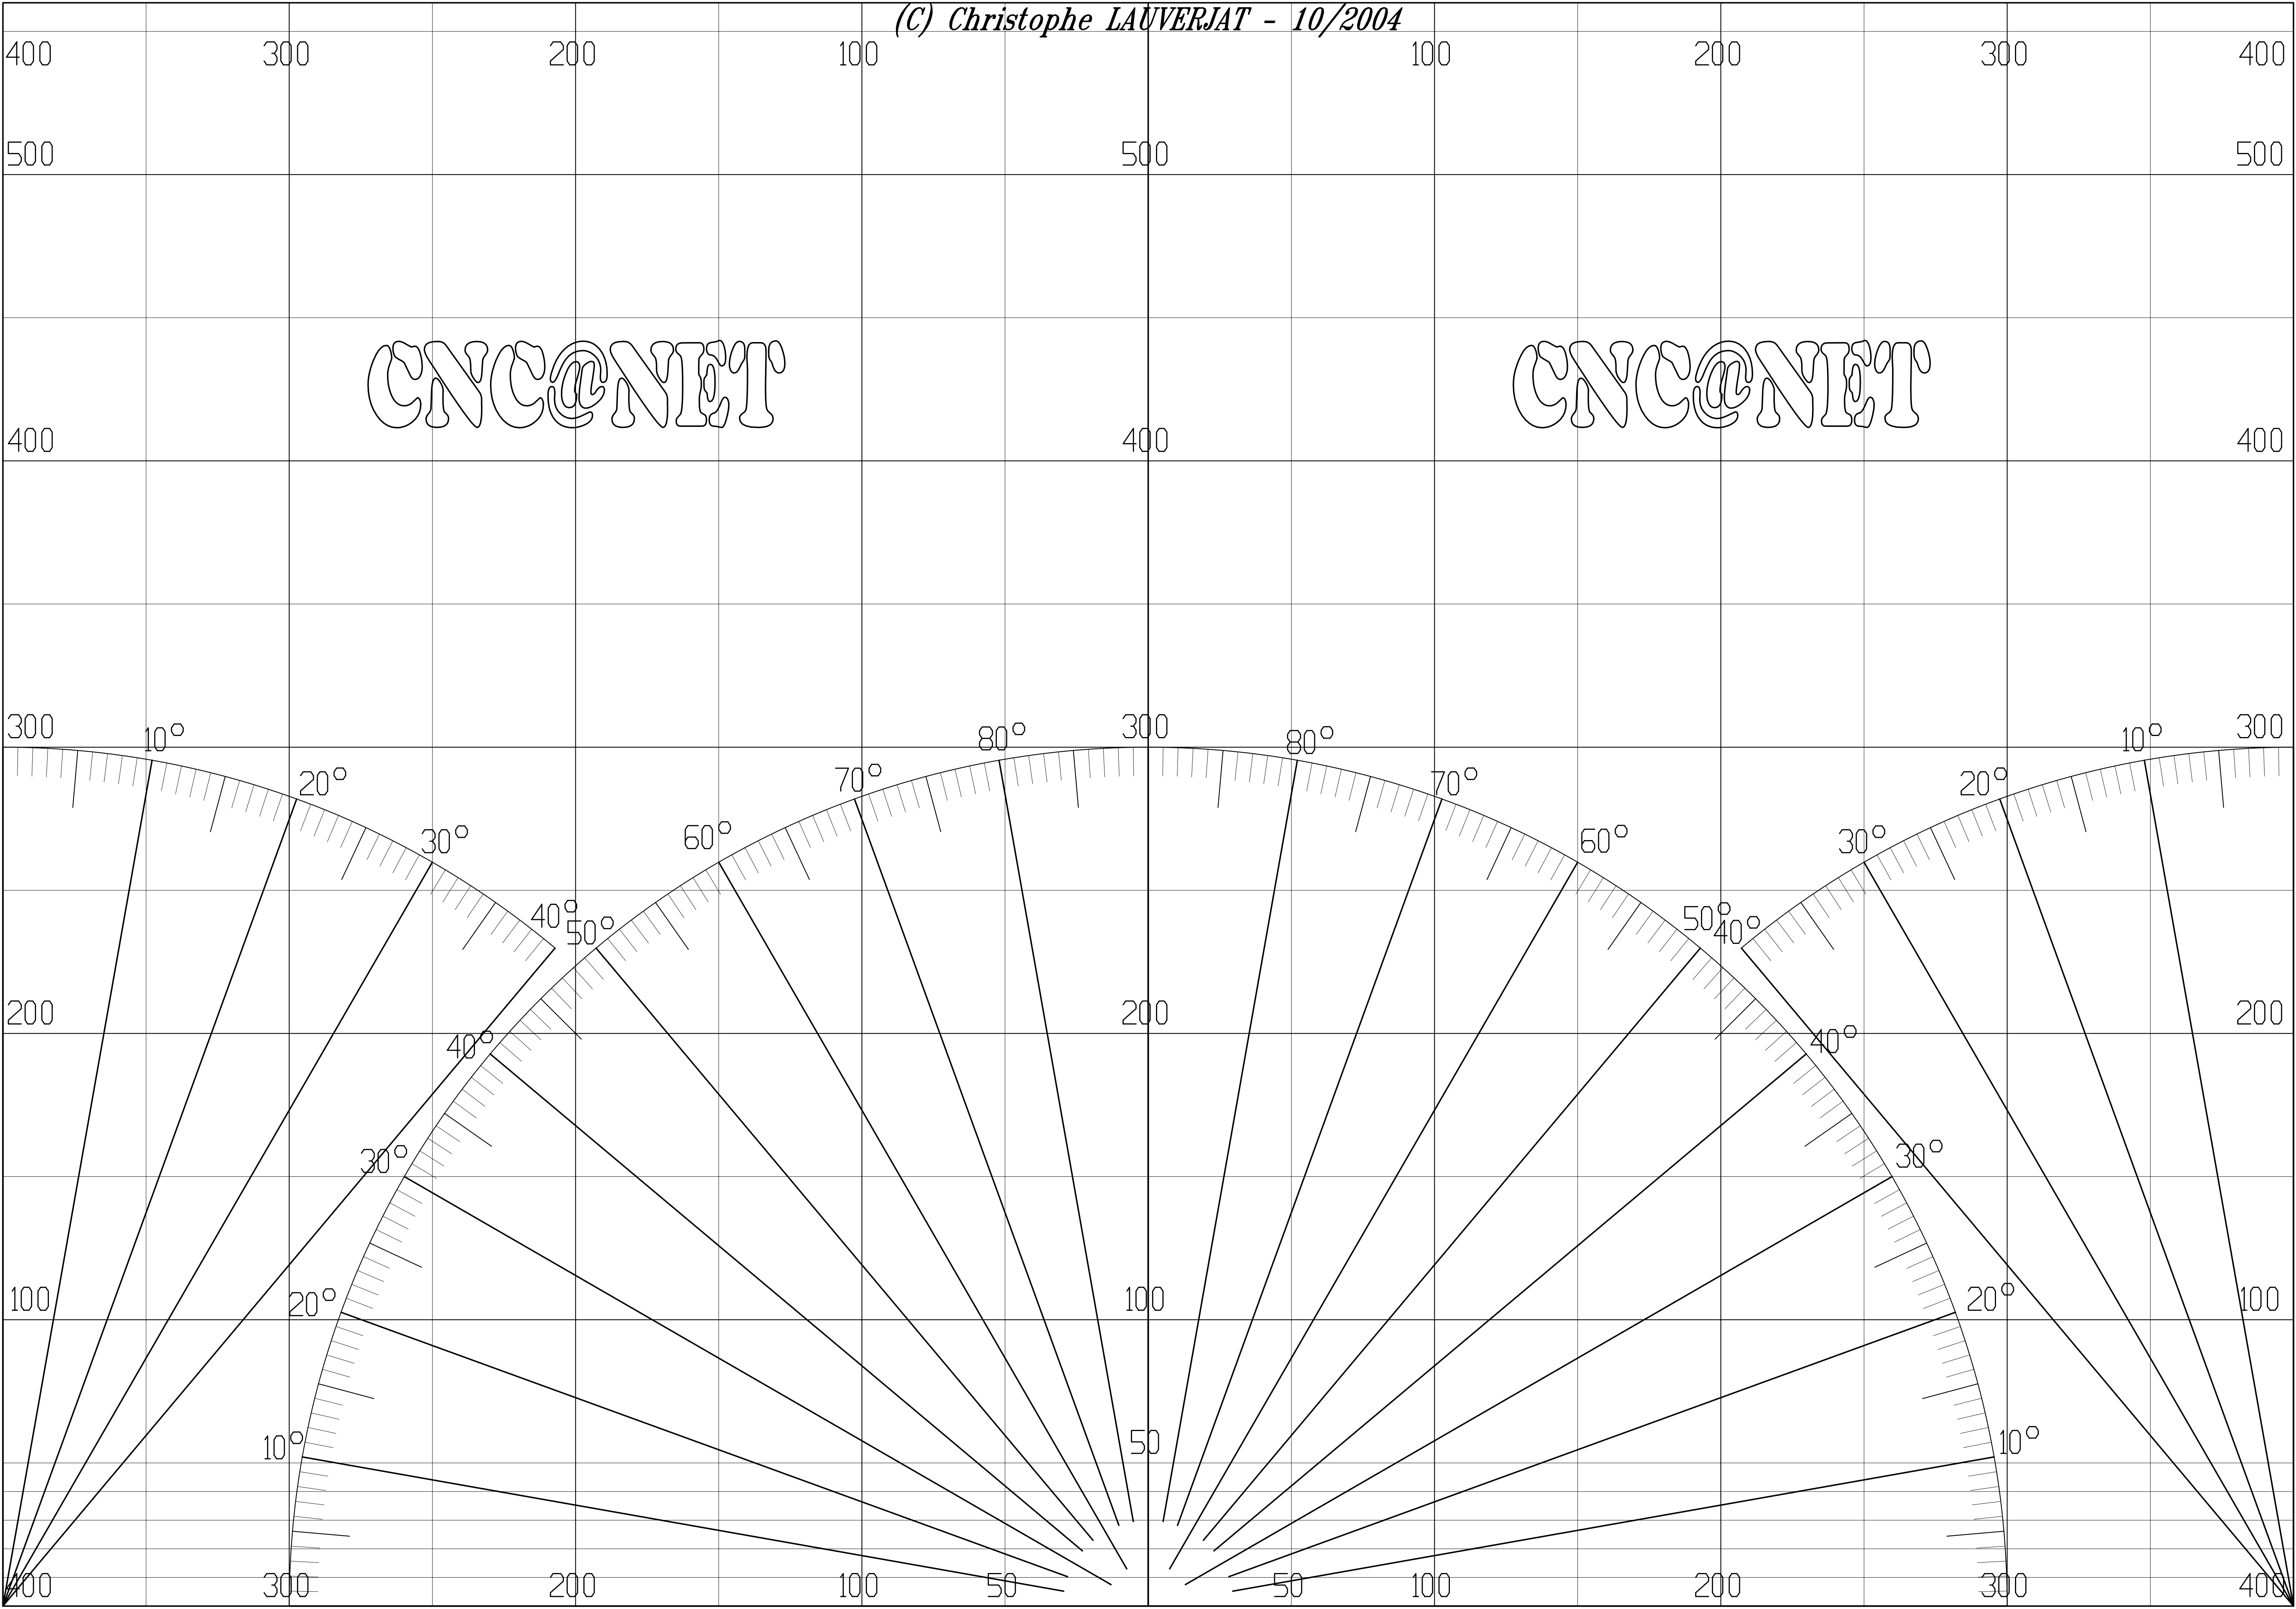 (C) Christophe LAUVERJAT - 10/2004
400 300 200 100 100 200 300 400
500 500 500
CNC@NET CNC@NET
400 400 400
300 10° 80° 300 80° 10° 300
20° 70° 70° 20°
30° 60° 60° 30°
40° 50° 50° 40°
200 200 200
40° 40°
30° 30°
100 20° 100 20° 100
10° 50 10°
400 300 200 100 50 50 100 200 300 400